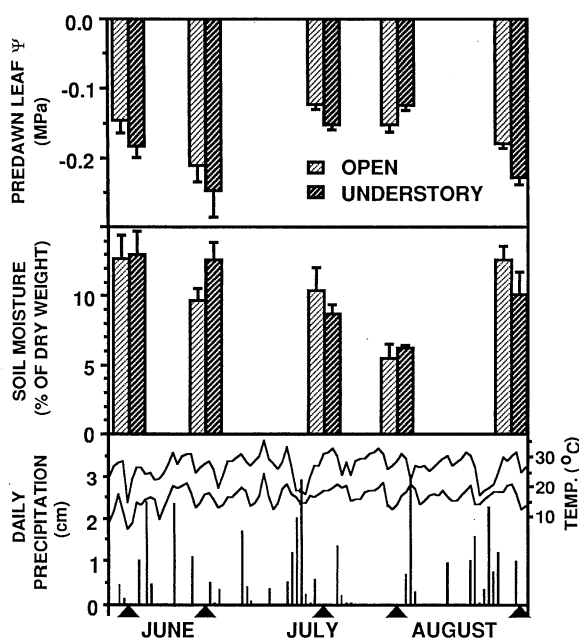 0.0
-0.1
-0.2
PREDAWN LEAF Ψ
(MPa)
OPEN
UNDERSTORY
10
5
0
SOIL MOISTURE
(% OF DRY WEIGHT)
3
2
1
0
DAILY
PRECIPITATION
(cm)
30
20
10
TEMP. (°C)
JUNE
JULY
AUGUST